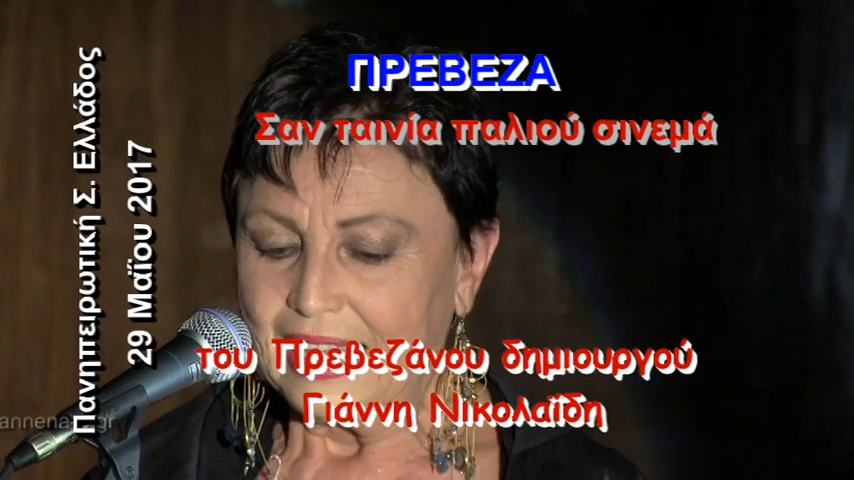 ΠΡΕΒΕΖΑ
Σαν ταινία παλιού σινεμά
Πανηπειρωτική Σ. Ελλάδος
29 Μαΐου 2017
του Πρεβεζάνου δημιουργού
Γιάννη Νικολαΐδη